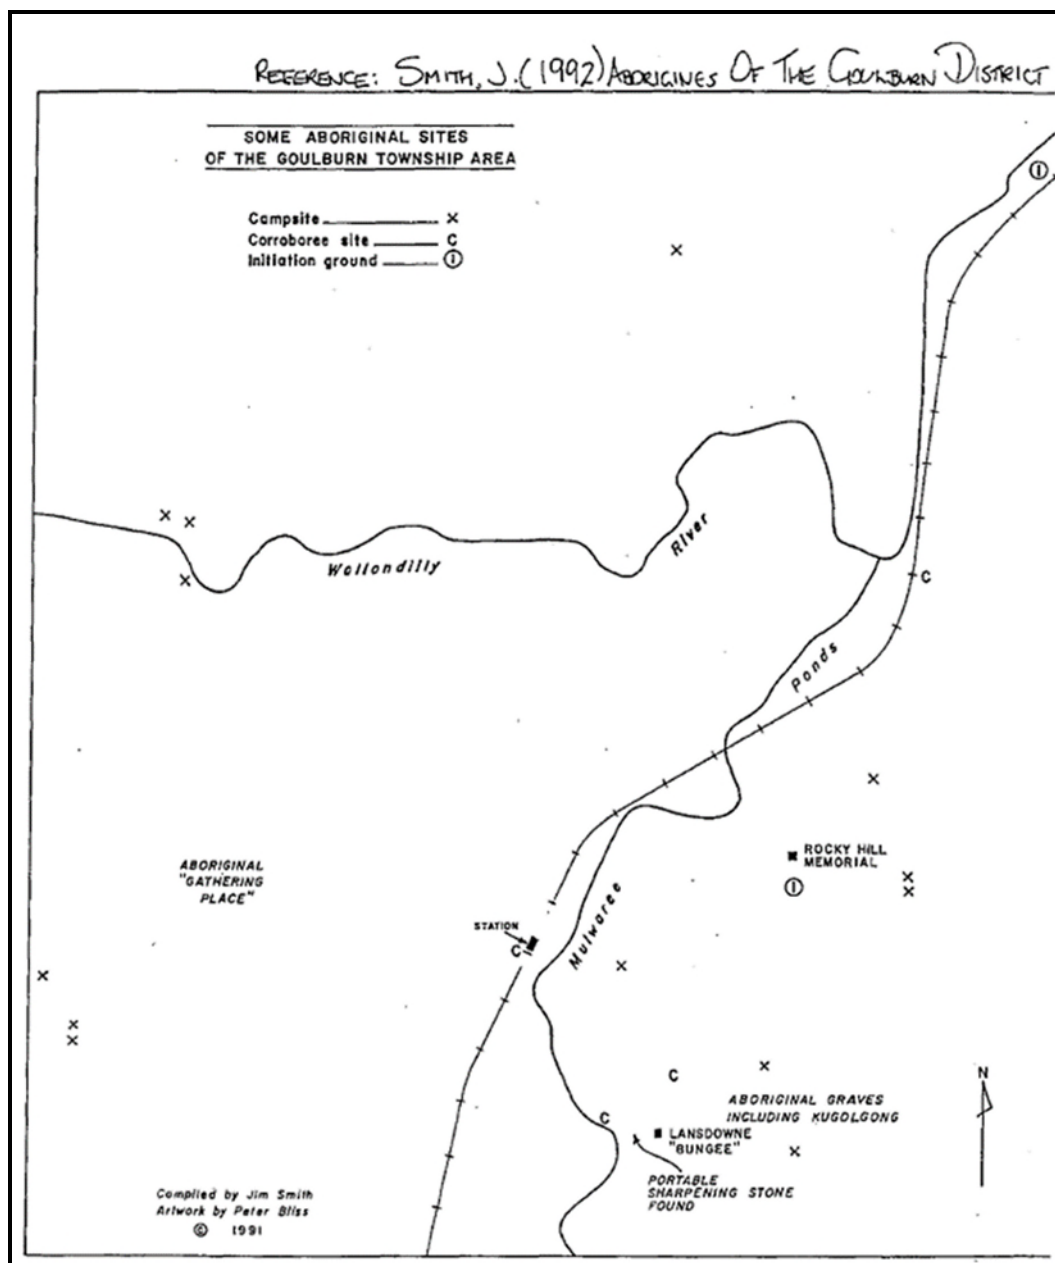 REFERENCE: SMITH, J. (1992) ABORIGINES OF THE GOULBURN DISTRICT
SOME ABORIGINAL SITES
OF THE GOULBURN TOWNSHIP AREA
Campsite X
Corroboree site C
Initiation ground I
I
X
X X
X
Wollondilly
River
C
Ponds
X
ROCKY HILL
MEMORIAL
I
X
X
ABORIGINAL
"GATHERING
PLACE"
Mulwaree
STATION
C
X
X
X
X
C
X
N
ABORIGINAL GRAVES
INCLUDING KUGOLGONG
C
LANSDOWNE
"BUNGEE"
X
PORTABLE
SHARPENING STONE
FOUND
Compiled by Jim Smith
Artwork by Peter Bliss
© 1991